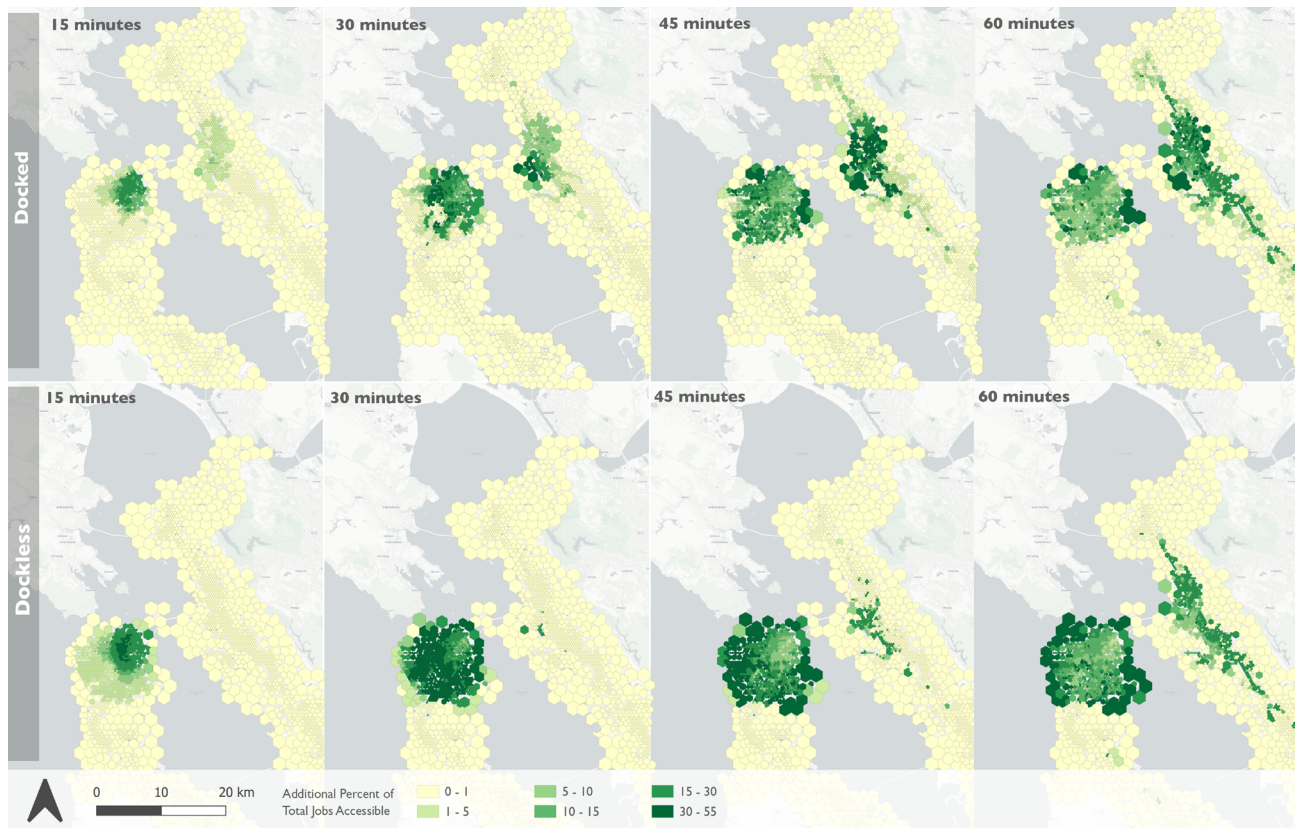 15 minutes
30 minutes
45 minutes
60 minutes
Docked
15 minutes
30 minutes
45 minutes
60 minutes
Dockless
0 10 20 km
Additional Percent of
Total Jobs Accessible
0 - 1
1 - 5
5 - 10
10 - 15
15 - 30
30 - 55